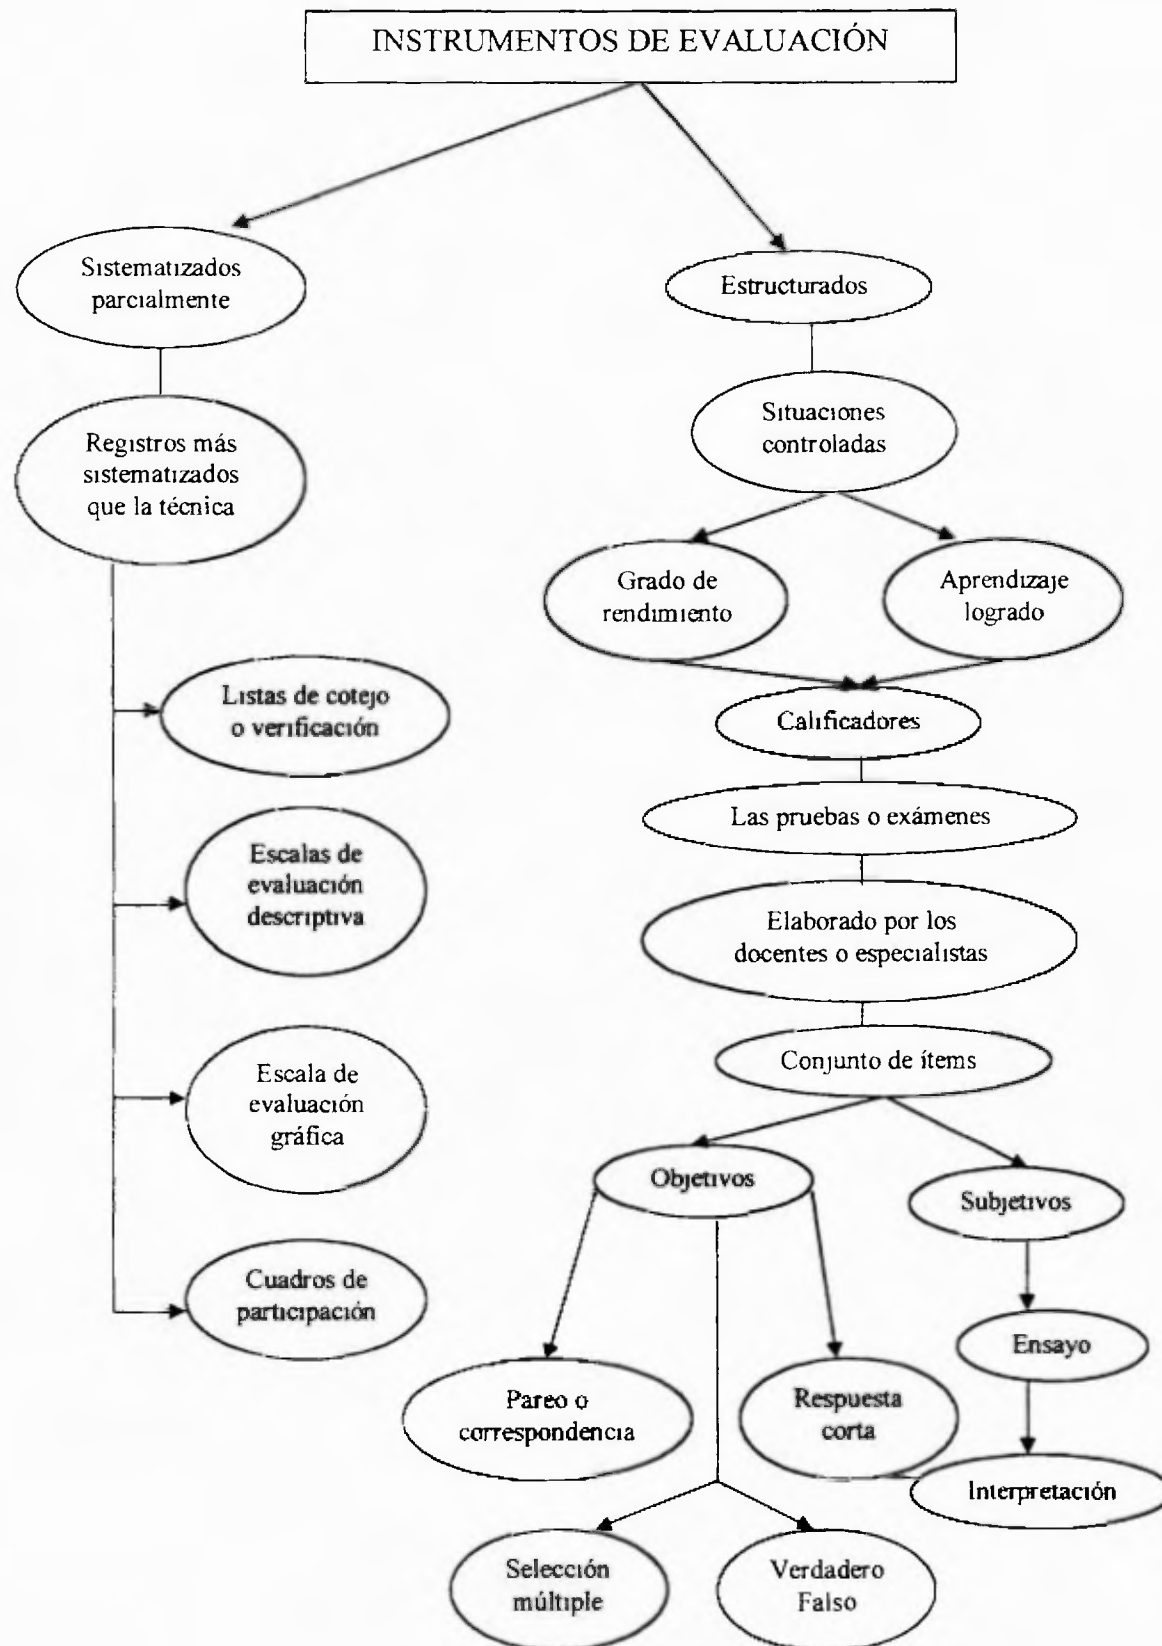 INSTRUMENTOS DE EVALUACIÓN
Sistematizados
parcialmente
Estructurados
Registros más
sistematizados
que la técnica
Situaciones
controladas
Grado de
rendimiento
Aprendizaje
logrado
Listas de cotejo
o verificación
Calificadores
Las pruebas o exámenes
Escalas de
evaluación
descriptiva
Elaborado por los
docentes o especialistas
Escala de
evaluación
gráfica
Conjunto de ítems
Objetivos
Subjetivos
Cuadros de
participación
Ensayo
Pareo o
correspondencia
Respuesta
corta
Interpretación
Selección
múltiple
Verdadero
Falso